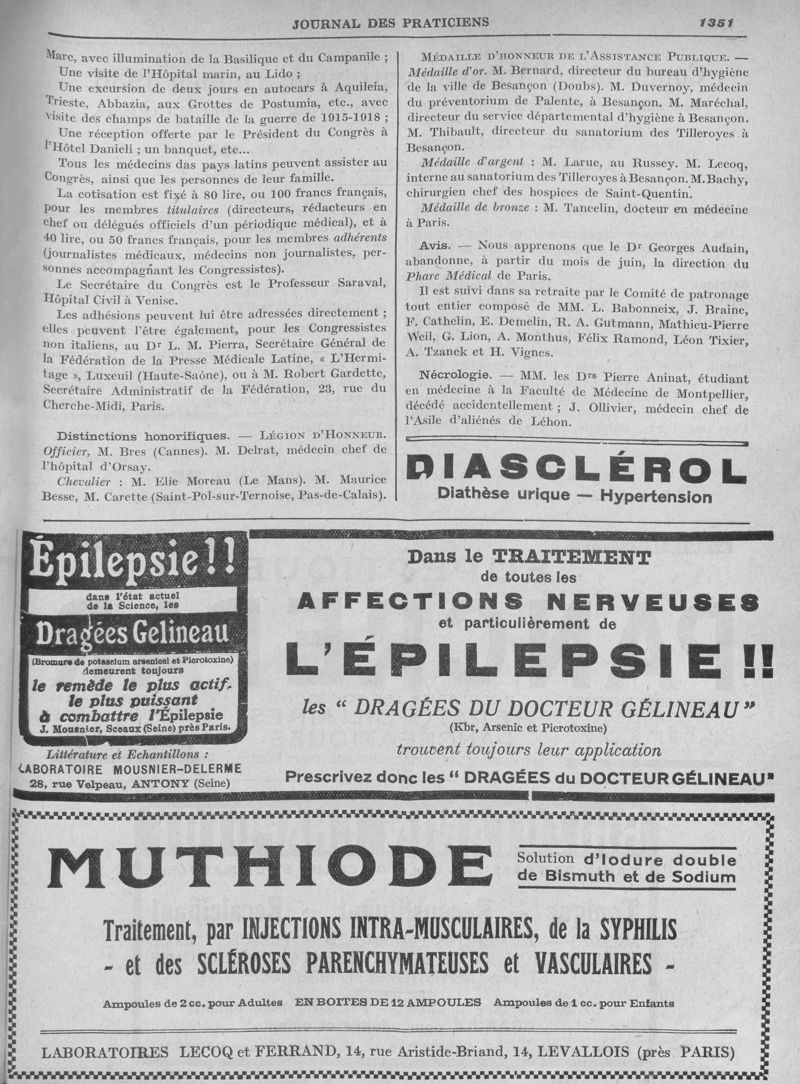 JOURNAL DES PRATICIENS 1351
Marc, avec illumination de la Basilique et du Campanile ;
Une visite de l'Hôpital marin, au Lido ;
Une excursion de deux jours en autocars à Aquileia,
Trieste, Abbazia, aux Grottes de Postumia, etc., avec
visite des champs de bataille de la guerre de 1915-1918 ;
Une réception offerte par le Président du Congrès à
l'Hôtel Danieli ; un banquet, etc...
Tous les médecins des pays latins peuvent assister au
Congrès, ainsi que les personnes de leur famille.
La cotisation est fixé à 80 lire, ou 100 francs français,
pour les membres titulaires (directeurs, rédacteurs en
chef ou délégués officiels d'un périodique médical), et à
40 lire, ou 50 francs français, pour les membres adhérents
(journalistes médicaux, médecins non journalistes, per-
sonnes accompagnant les Congressistes).
Le Secrétaire du Congrès est le Professeur Saraval,
Hôpital Civil à Venise.
Les adhésions peuvent lui être adressées directement ;
elles peuvent l'être également, pour les Congressistes
non italiens, au Dr L. M. Pierra, Secrétaire Général de
la Fédération de la Presse Médicale Latine, « L'Hermi-
tage », Luxeuil (Haute-Saône), ou à M. Robert Gardette,
Secrétaire Administratif de la Fédération, 23, rue du
Cherche-Midi, Paris.
Distinctions honorifiques. — LÉGION D'HONNEUR.
Officier, M. Bres (Cannes). M. Delrat, médecin chef de
l'hôpital d'Orsay.
Chevalier : M. Elie Moreau (Le Mans). M. Maurice
Besse, M. Carette (Saint-Pol-sur-Ternoise, Pas-de-Calais).
MÉDAILLE D'HONNEUR DE L'ASSISTANCE PUBLIQUE. —
Médaille d'or. M. Bernard, directeur du bureau d'hygiène
de la ville de Besançon (Doubs). M. Duvernoy, médecin
du préventorium de Palente, à Besançon. M. Maréchal,
directeur du service départemental d'hygiène à Besançon.
M. Thibault, directeur du sanatorium des Tilleroyes à
Besançon.
Médaille d'argent : M. Larue, au Russey. M. Lecoq,
interne au sanatorium des Tilleroyes à Besançon. M. Bachy,
chirurgien chef des hospices de Saint-Quentin.
Médaille de bronze : M. Tancelin, docteur en médecine
à Paris.
Avis. — Nous apprenons que le Dr Georges Audain,
abandonne, à partir du mois de juin, la direction du
Phare Médical de Paris.
Il est suivi dans sa retraite par le Comité de patronage
tout entier composé de MM. L. Babonneix, J. Braine,
F. Cathelin, E. Demelin, R. A. Gutmann, Mathieu-Pierre
Weil, G. Lion, A. Monthus, Félix Ramond, Léon Tixier,
A. Tzanck et H. Vignes.
Nécrologie. — MM. les Drs Pierre Aninat, étudiant
en médecine à la Faculté de Médecine de Montpellier,
décédé accidentellement ; J. Ollivier, médecin chef de
l'Asile d'aliénés de Léhon.
DIASCLÉROL
Diathèse urique — Hypertension
Épilepsie!!
dans l'état actuel
de la Science, les
Dragées Gelineau
(Bromure de potassium arsenical et Picrotoxine)
demeurent toujours
le remède le plus actif,
le plus puissant
à combattre l'Épilepsie
J. Mousnier, Sceaux (Seine) près Paris.
Littérature et Echantillons :
LABORATOIRE MOUSNIER-DELERME
28, rue Velpeau, ANTONY (Seine)
Dans le TRAITEMENT
de toutes les
AFFECTIONS NERVEUSES
et particulièrement de
L'ÉPILEPSIE !!
les " DRAGÉES DU DOCTEUR GÉLINEAU "
(Kbr, Arsenic et Picrotoxine)
trouvent toujours leur application
Prescrivez donc les " DRAGÉES du DOCTEUR GÉLINEAU "
MUTHIODE
Solution d'Iodure double
de Bismuth et de Sodium
Traitement, par INJECTIONS INTRA-MUSCULAIRES, de la SYPHILIS
- et des SCLÉROSES PARENCHYMATEUSES et VASCULAIRES -
Ampoules de 2 cc. pour Adultes EN BOITES DE 12 AMPOULES Ampoules de 1 cc. pour Enfants
LABORATOIRES LECOQ et FERRAND, 14, rue Aristide-Briand, 14, LEVALLOIS (près PARIS)